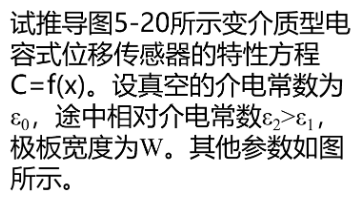 试推导图5-20所示变介质型电
容式位移传感器的特性方程
C=f(x)。设真空的介电常数为
ε₀，途中相对介电常数ε₂>ε₁，
极板宽度为W。其他参数如图
所示。